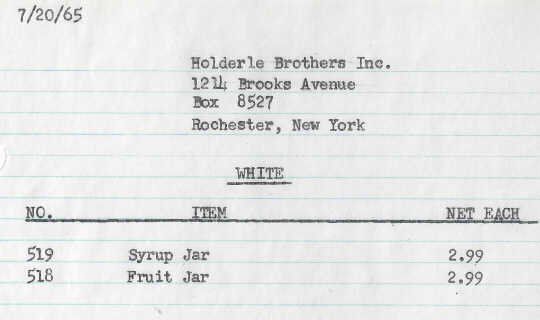 7/20/65
Holderle Brothers Inc.
1214 Brooks Avenue
Box 8527
Rochester, New York
WHITE
NO. ITEM NET EACH
519 Syrup Jar 2.99
518 Fruit Jar 2.99